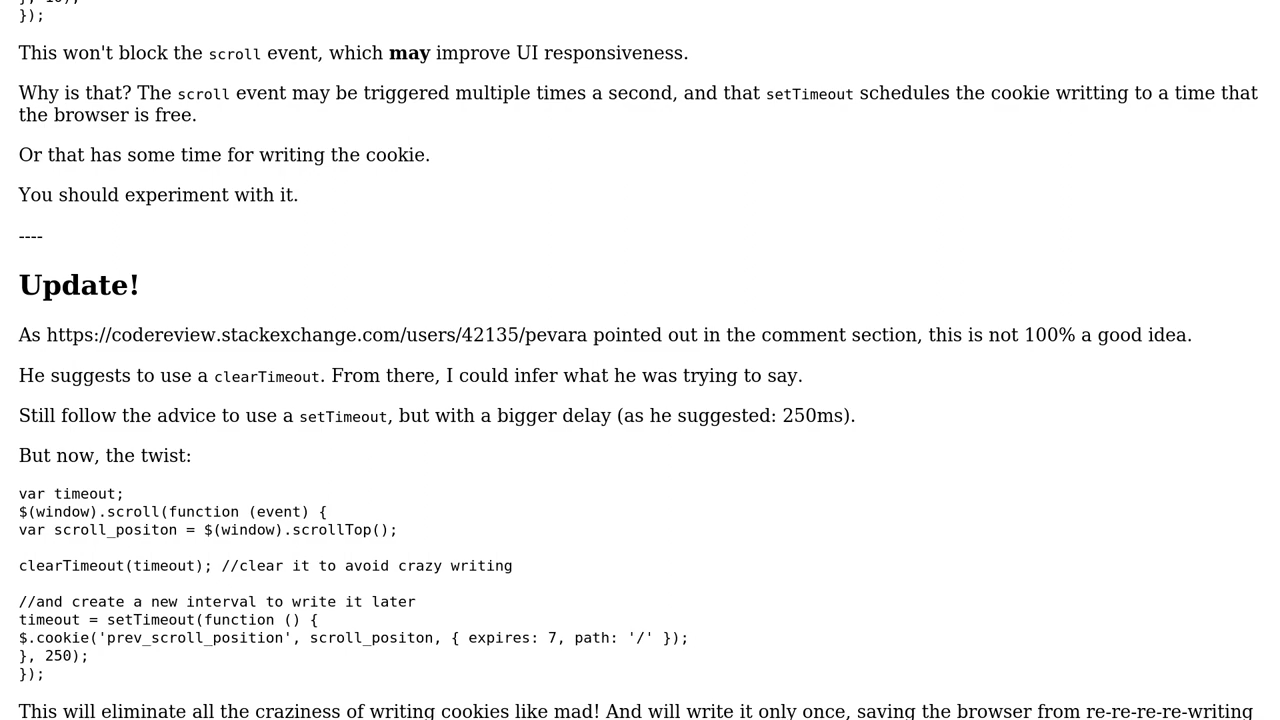 }, 10);
});
This won't block the scroll event, which may improve UI responsiveness.
Why is that? The scroll event may be triggered multiple times a second, and that setTimeout schedules the cookie writting to a time that
the browser is free.
Or that has some time for writing the cookie.
You should experiment with it.
----
Update!
As https://codereview.stackexchange.com/users/42135/pevara pointed out in the comment section, this is not 100% a good idea.
He suggests to use a clearTimeout. From there, I could infer what he was trying to say.
Still follow the advice to use a setTimeout, but with a bigger delay (as he suggested: 250ms).
But now, the twist:
var timeout;
$(window).scroll(function (event) {
var scroll_positon = $(window).scrollTop();
clearTimeout(timeout); //clear it to avoid crazy writing
//and create a new interval to write it later
timeout = setTimeout(function () {
$.cookie('prev_scroll_position', scroll_positon, { expires: 7, path: '/' });
}, 250);
});
This will eliminate all the craziness of writing cookies like mad! And will write it only once, saving the browser from re-re-re-re-writing